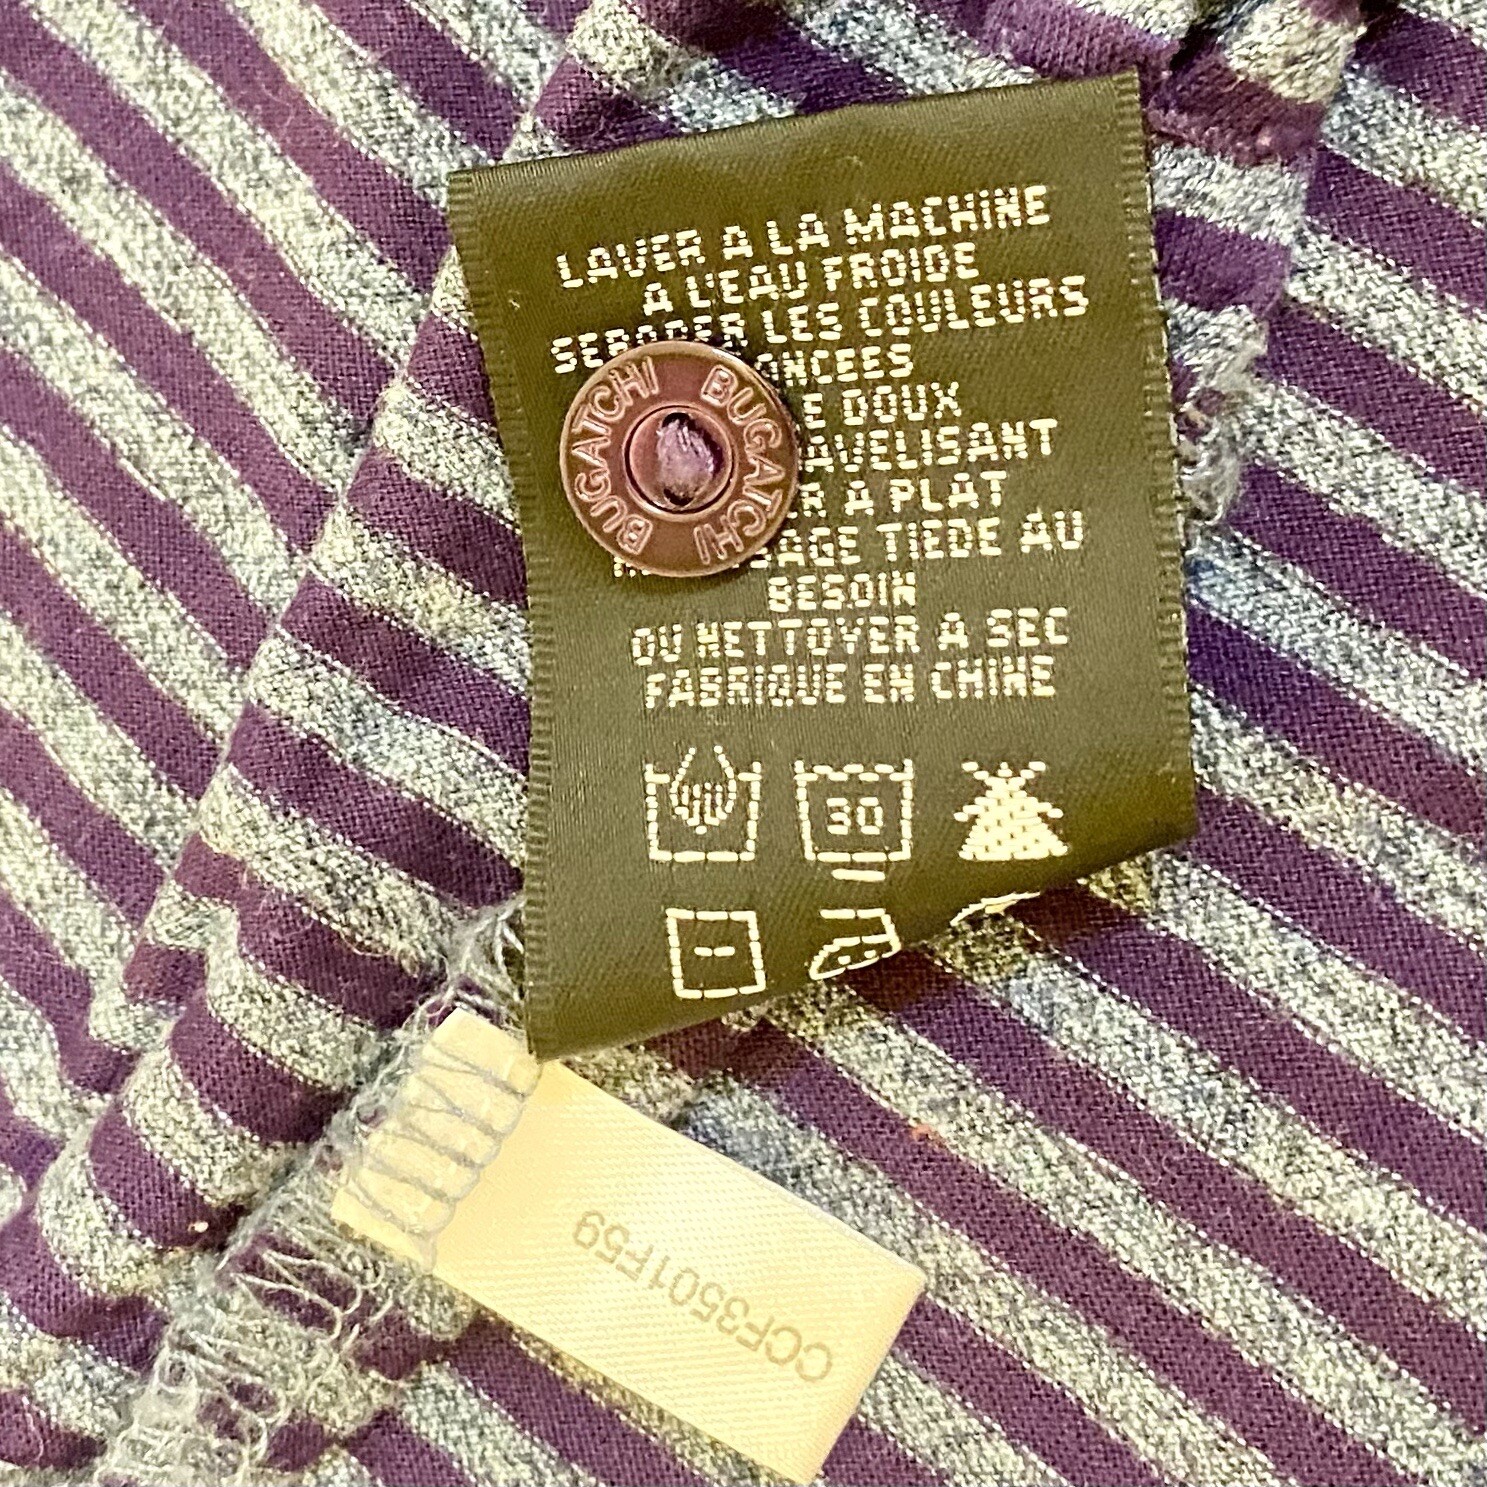 LAVER A LA MACHINE
A L'EAU FROIDE
LES COULEURS
DOUX
A PLAT
TIEDE AU
BESOIN
OU NETTOYER A SEC
FABRIQUE EN CHINE
BUGATCHI BUGATCHI
30
CCF3501F59